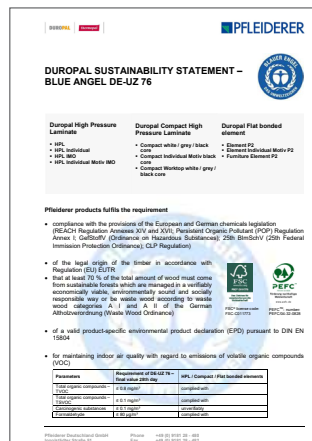 DUROPAL
PFLEIDERER
DUROPAL SUSTAINABILITY STATEMENT –
BLUE ANGEL DE-UZ 76
BLAUER ENGEL
DAS UMWELTZEICHEN
Duropal High Pressure
Laminate
▪ HPL
▪ HPL Individual
▪ HPL IMO
▪ HPL Individual Motiv IMO
Duropal Compact High
Pressure Laminate
▪ Compact white / grey / black
core
▪ Compact Individual Motiv black
core
▪ Compact Worktop white / grey /
black core
Duropal Flat bonded
element
▪ Element P2
▪ Element Individual Motiv P2
▪ Furniture Element P2
Pfleiderer products fulfils the requirement
• compliance with the provisions of the European and German chemicals legislation
(REACH Regulation Annexes XIV and XVII; Persistent Organic Pollutant (POP) Regulation
Annex I; GefStoffV (Ordinance on Hazardous Substances); 25th BImSchV (25th Federal
Immission Protection Ordinance); CLP Regulation)
• of the legal origin of the timber in accordance with
Regulation (EU) EUTR
• that at least 70 % of the total amount of wood must come
from sustainable forests which are managed in a verifiably
economically viable, environmentally sound and socially
responsible way or be waste wood according to waste
wood categories A I and A II of the German
Altholzverordnung (Waste Wood Ordinance)
FSC
PEFC
• of a valid product-specific environmental product declaration (EPD) pursuant to DIN EN
15804
• for maintaining indoor air quality with regard to emissions of volatile organic compounds
(VOC)
Parameters
Requirement of DE-UZ 76 –
final value 28th day
HPL / Compact / Flat bonded elements
Total organic compounds –
TVOC
complied with
Total organic compounds –
TSVOC
complied with
Carcinogenic substances
unverifiably
Formaldehyde
complied with
Pfleiderer Deutschland GmbH
Phone